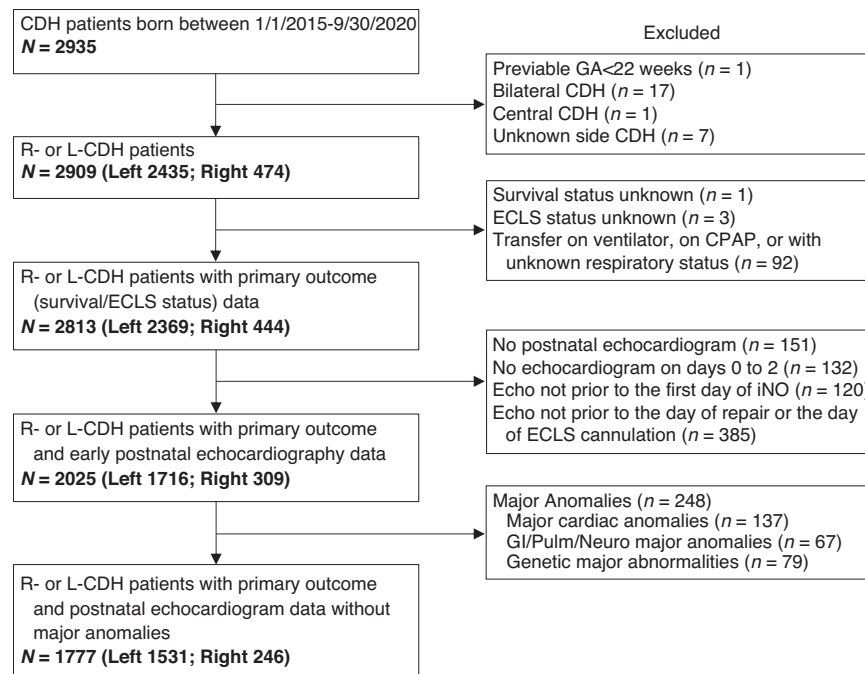 CDH patients born between 1/1/2015-9/30/2020
N = 2935
Excluded
Previable GA<22 weeks (n = 1)
Bilateral CDH (n = 17)
Central CDH (n = 1)
Unknown side CDH (n = 7)
R- or L-CDH patients
N = 2909 (Left 2435; Right 474)
Survival status unknown (n = 1)
ECLS status unknown (n = 3)
Transfer on ventilator, on CPAP, or with
unknown respiratory status (n = 92)
R- or L-CDH patients with primary outcome
(survival/ECLS status) data
N = 2813 (Left 2369; Right 444)
No postnatal echocardiogram (n = 151)
No echocardiogram on days 0 to 2 (n = 132)
Echo not prior to the first day of iNO (n = 120)
Echo not prior to the day of repair or the day
of ECLS cannulation (n = 385)
R- or L-CDH patients with primary outcome
and early postnatal echocardiography data
N = 2025 (Left 1716; Right 309)
Major Anomalies (n = 248)
Major cardiac anomalies (n = 137)
GI/Pulm/Neuro major anomalies (n = 67)
Genetic major abnormalities (n = 79)
R- or L-CDH patients with primary outcome
and postnatal echocardiogram data without
major anomalies
N = 1777 (Left 1531; Right 246)